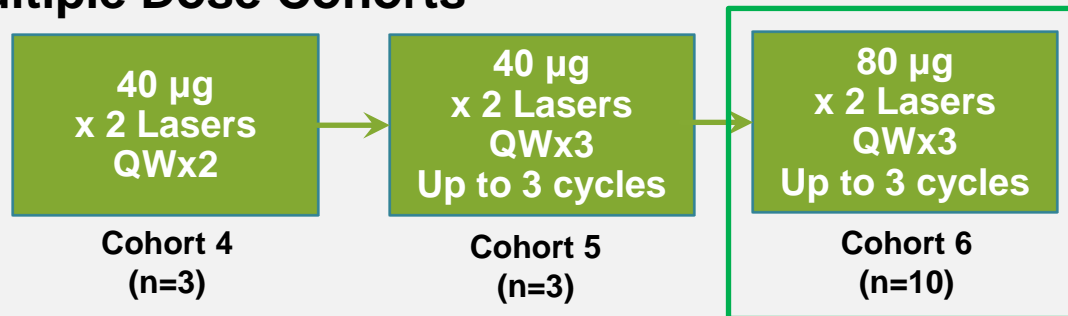 Multiple Dose Cohorts
40 µg
x 2 Lasers
QWx2
40 µg
x 2 Lasers
QWx3
Up to 3 cycles
80 µg
x 2 Lasers
QWx3
Up to 3 cycles
Cohort 4
(n=3)
Cohort 5
(n=3)
Cohort 6
(n=10)